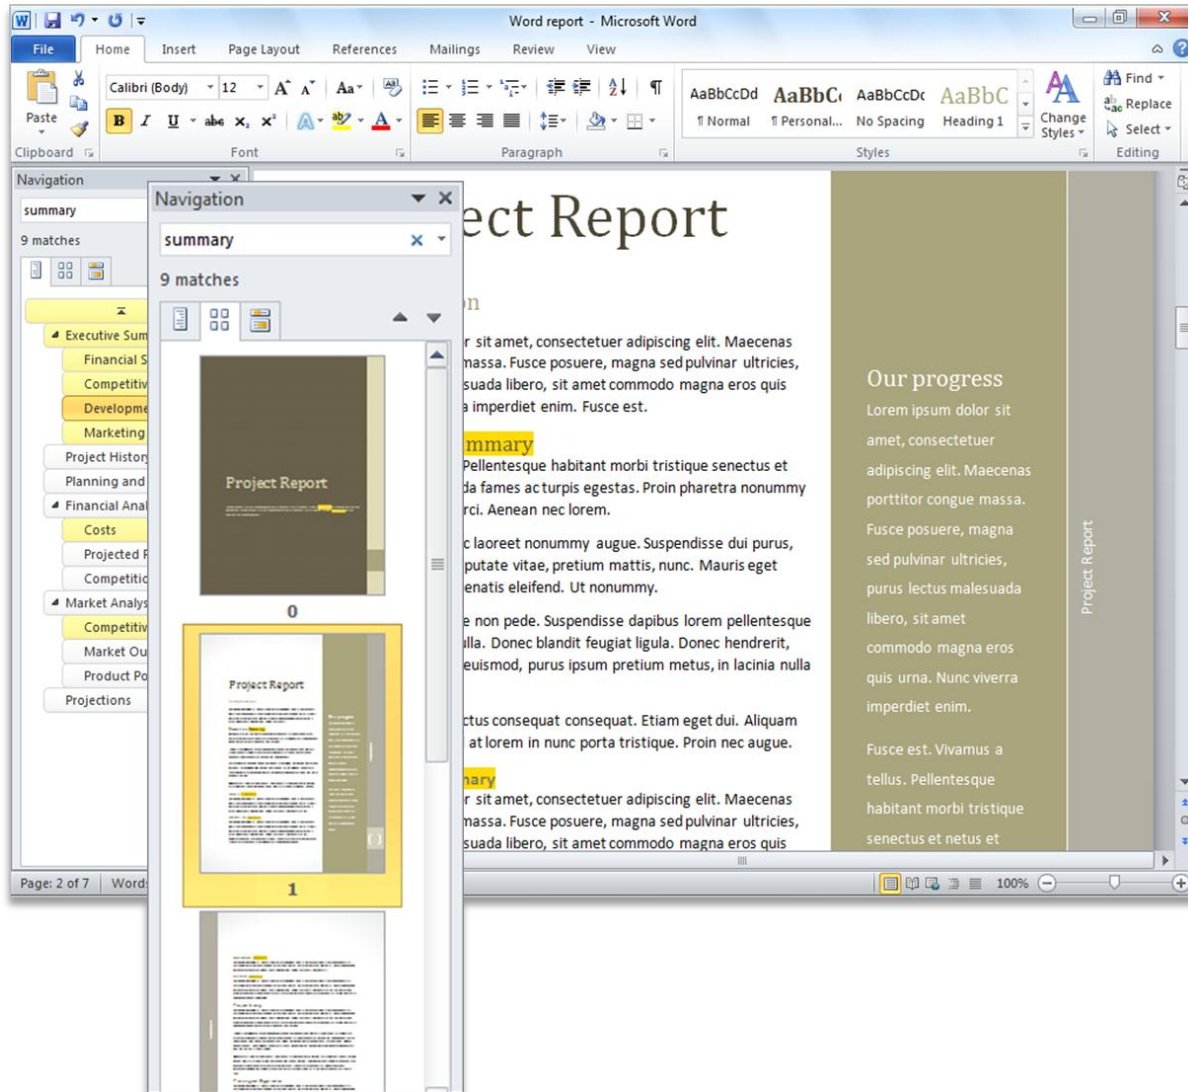 Word report - Microsoft Word
File Home Insert Page Layout References Mailings Review View
Paste
Calibri (Body) 12
B I U abc x₂ x² A ab A
Aa
AaBbCcDd AaBbC AaBbCcDc AaBbC
¶ Normal ¶ Personal... No Spacing Heading 1
Change
Styles
Find
Replace
Select
Clipboard Font Paragraph Styles Editing
Navigation
summary
9 matches
Executive Sum
Financial S
Competitiv
Developme
Marketing
Project History
Planning and
Financial Anal
Costs
Projected
Competitio
Market Analys
Competitiv
Market Ou
Product Po
Projections
Navigation
summary
9 matches
Project Report
0
Project Report
1
ect Report
on
r sit amet, consectetuer adipiscing elit. Maecenas
massa. Fusce posuere, magna sed pulvinar ultricies,
suada libero, sit amet commodo magna eros quis
a imperdiet enim. Fusce est.
mmary
Pellentesque habitant morbi tristique senectus et
da fames ac turpis egestas. Proin pharetra nonummy
rci. Aenean nec lorem.
c laoreet nonummy augue. Suspendisse dui purus,
putate vitae, pretium mattis, nunc. Mauris eget
enatis eleifend. Ut nonummy.
e non pede. Suspendisse dapibus lorem pellentesque
ulla. Donec blandit feugiat ligula. Donec hendrerit,
euismod, purus ipsum pretium metus, in lacinia nulla
ctus consequat consequat. Etiam eget dui. Aliquam
at lorem in nunc porta tristique. Proin nec augue.
mary
r sit amet, consectetuer adipiscing elit. Maecenas
massa. Fusce posuere, magna sed pulvinar ultricies,
suada libero, sit amet commodo magna eros quis
Our progress
Lorem ipsum dolor sit
amet, consectetuer
adipiscing elit. Maecenas
porttitor congue massa.
Fusce posuere, magna
sed pulvinar ultricies,
purus lectus malesuada
libero, sit amet
commodo magna eros
quis urna. Nunc viverra
imperdiet enim.
Fusce est. Vivamus a
tellus. Pellentesque
habitant morbi tristique
senectus et netus et
Project Report
Page: 2 of 7 Word
100%